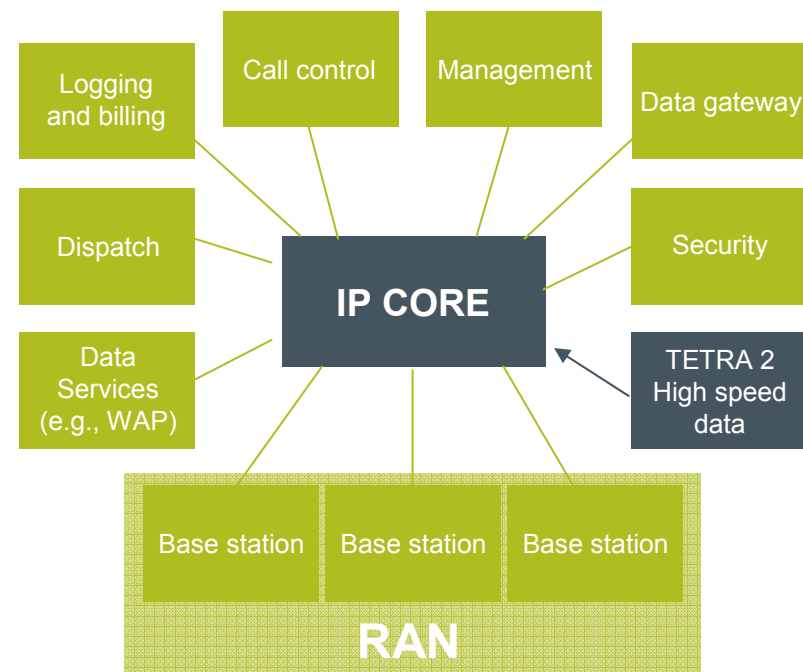 Logging
and billing
Call control
Management
Data gateway
Dispatch
IP CORE
Security
Data
Services
(e.g., WAP)
TETRA 2
High speed
data
Base station
Base station
Base station
RAN